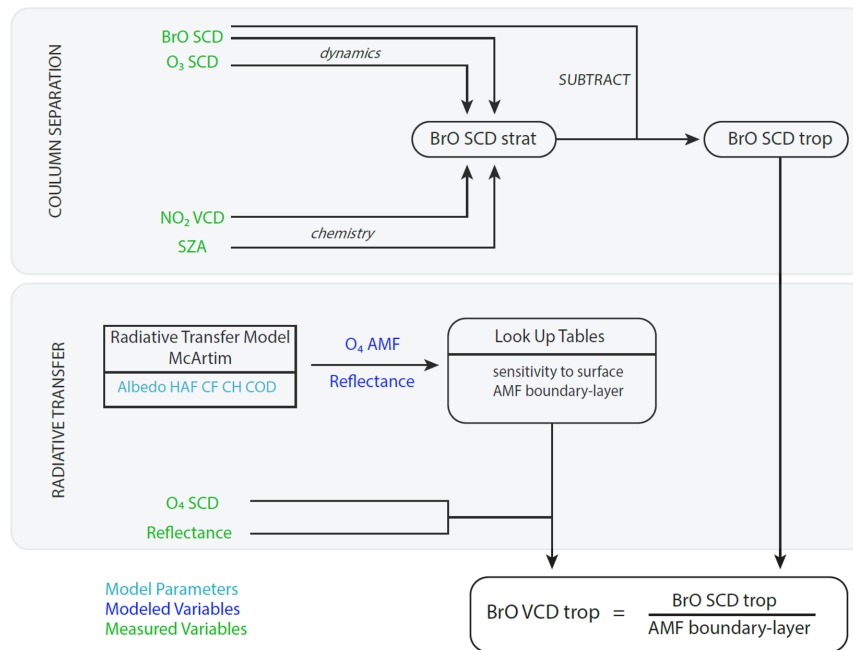 COULUMN SEPARATION
BrO SCD
O₃ SCD
dynamics
SUBTRACT
BrO SCD strat
BrO SCD trop
NO₂ VCD
SZA
chemistry
RADIATIVE TRANSFER
Radiative Transfer Model
McArtim
Albedo HAF CF CH COD
O₄ AMF
Reflectance
Look Up Tables
sensitivity to surface
AMF boundary-layer
O₄ SCD
Reflectance
Model Parameters
Modeled Variables
Measured Variables
BrO VCD trop = BrO SCD trop
AMF boundary-layer